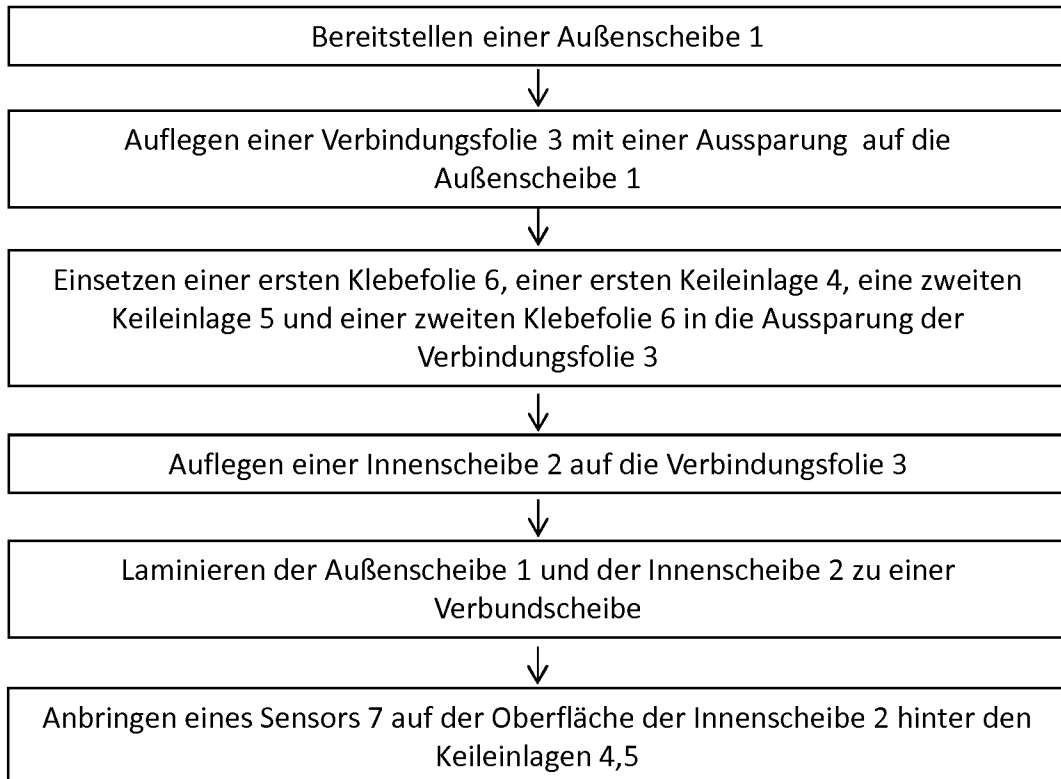 Bereitstellen einer Außenscheibe 1
Auflegen einer Verbindungsfolie 3 mit einer Aussparung auf die
Außenscheibe 1
Einsetzen einer ersten Klebefolie 6, einer ersten Keileinlage 4, eine zweiten
Keileinlage 5 und einer zweiten Klebefolie 6 in die Aussparung der
Verbindungsfolie 3
Auflegen einer Innenscheibe 2 auf die Verbindungsfolie 3
Laminieren der Außenscheibe 1 und der Innenscheibe 2 zu einer
Verbundscheibe
Anbringen eines Sensors 7 auf der Oberfläche der Innenscheibe 2 hinter den
Keileinlagen 4,5